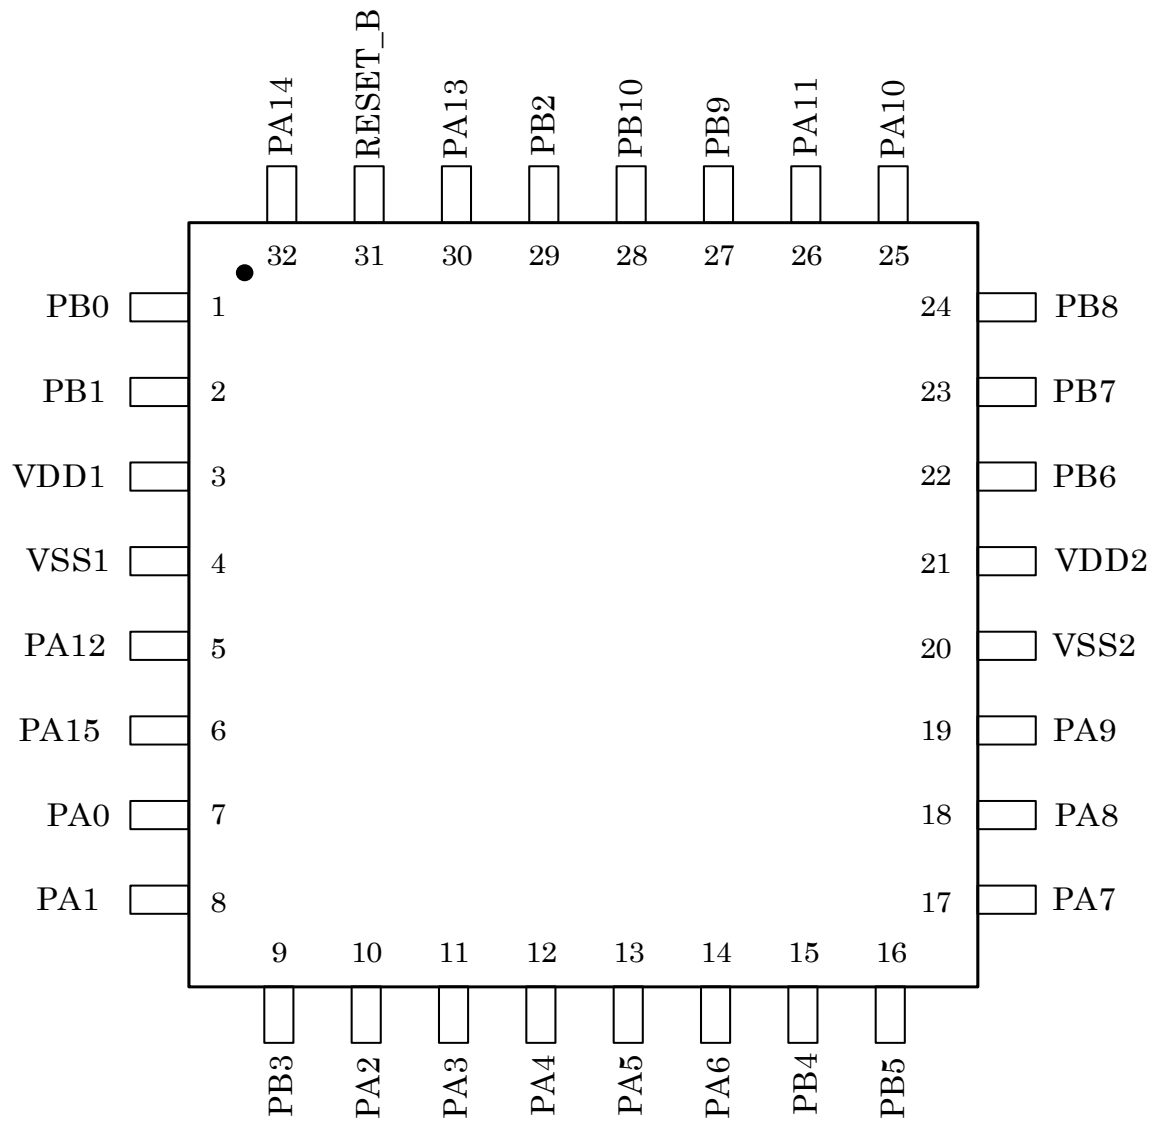 PA14 RESET_B PA13 PB2 PB10 PB9 PA11 PA10
32 31 30 29 28 27 26 25
PB0 1 24 PB8
PB1 2 23 PB7
VDD1 3 22 PB6
VSS1 4 21 VDD2
PA12 5 20 VSS2
PA15 6 19 PA9
PA0 7 18 PA8
PA1 8 17 PA7
9 10 11 12 13 14 15 16
PB3 PA2 PA3 PA4 PA5 PA6 PB4 PB5